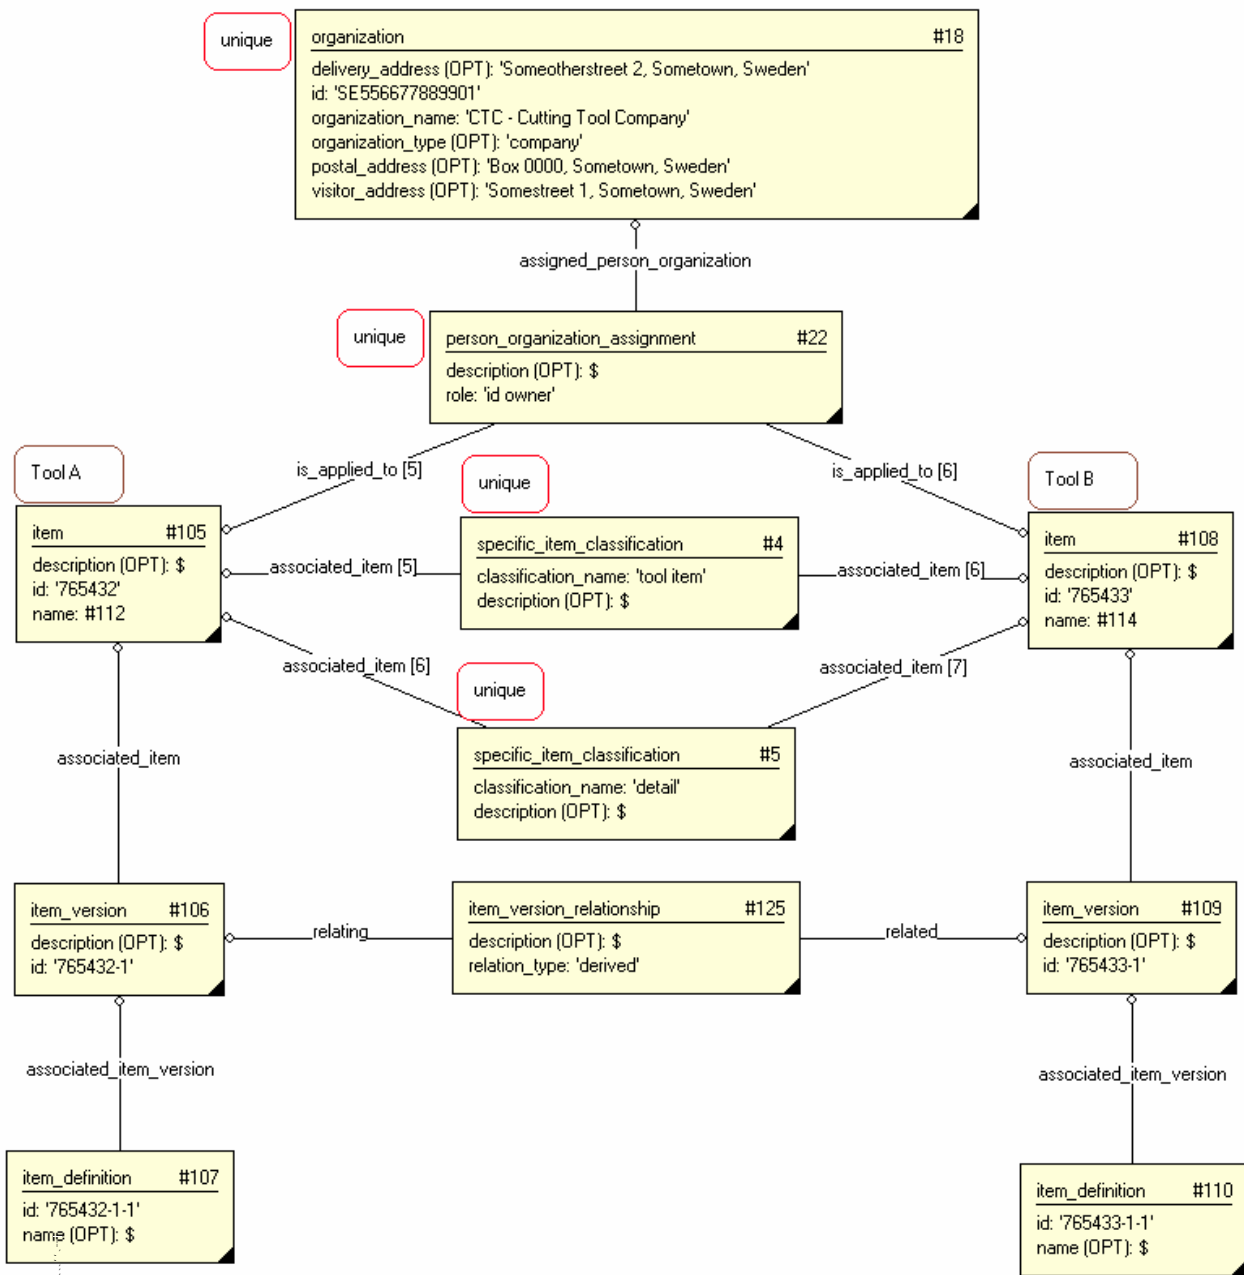 unique
organization #18
delivery_address (OPT): 'Someotherstreet 2, Sometown, Sweden'
id: 'SE556677889901'
organization_name: 'CTC - Cutting Tool Company'
organization_type (OPT): 'company'
postal_address (OPT): 'Box 0000, Sometown, Sweden'
visitor_address (OPT): 'Somestreet 1, Sometown, Sweden'
assigned_person_organization
unique
person_organization_assignment #22
description (OPT): $
role: 'id owner'
is_applied_to [5]
is_applied_to [6]
Tool A
unique
Tool B
item #105
description (OPT): $
id: '765432'
name: #112
associated_item [5]
specific_item_classification #4
classification_name: 'tool item'
description (OPT): $
associated_item [6]
item #108
description (OPT): $
id: '765433'
name: #114
associated_item [6]
associated_item [7]
unique
specific_item_classification #5
classification_name: 'detail'
description (OPT): $
associated_item
associated_item
item_version #106
description (OPT): $
id: '765432-1'
relating
item_version_relationship #125
description (OPT): $
relation_type: 'derived'
related
item_version #109
description (OPT): $
id: '765433-1'
associated_item_version
associated_item_version
item_definition #107
id: '765432-1-1'
name (OPT): $
item_definition #110
id: '765433-1-1'
name (OPT): $